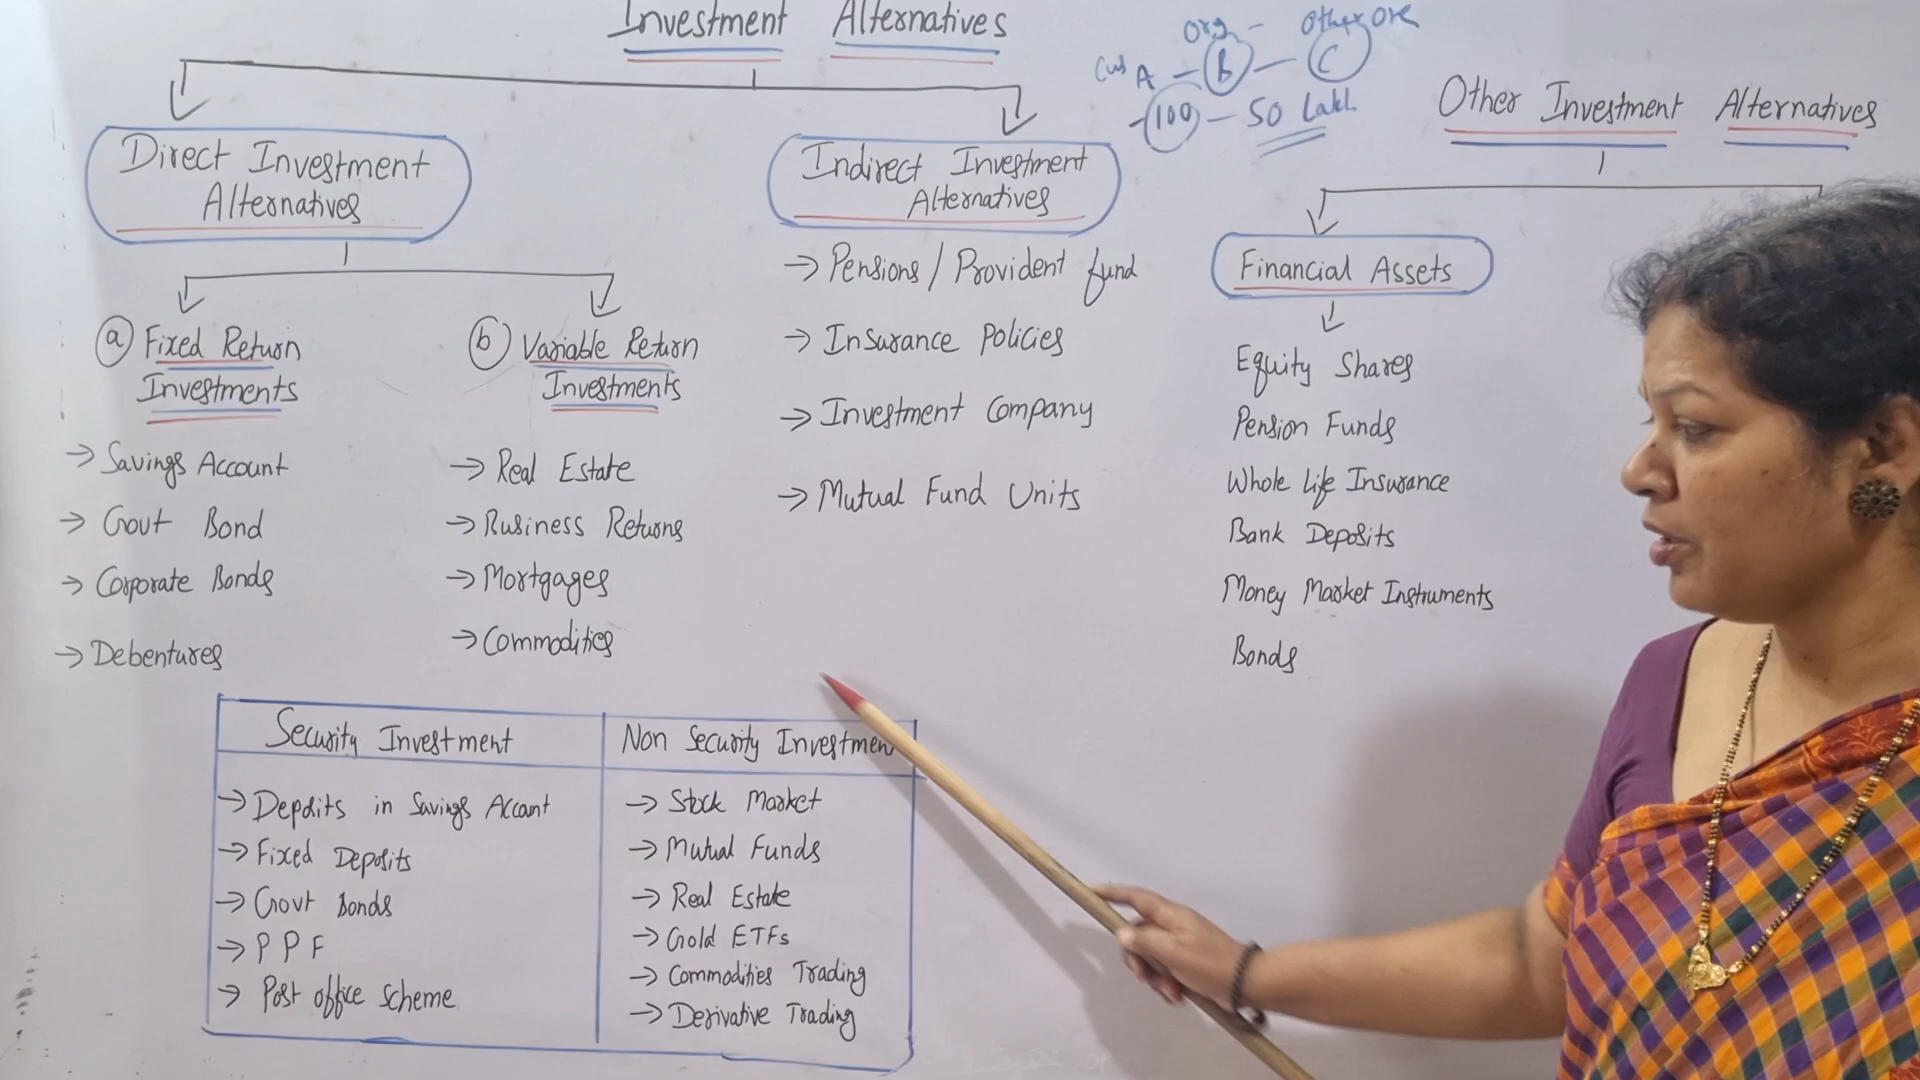 Investment Alternatives
Direct Investment
Alternatives
a Fixed Return
Investments
→ Savings Account
→ Govt Bond
→ Corporate Bonds
→ Debentures
b Variable Return
Investments
→ Real Estate
→ Business Returns
→ Mortgages
→ Commodities
Indirect Investment
Alternatives
→ Pensions / Provident fund
→ Insurance Policies
→ Investment Company
→ Mutual Fund Units
Org - Other Ore
Cus A - B - C
- 100 - 50 Lakh.
Other Investment Alternatives
Financial Assets
Equity Shares
Pension Funds
Whole Life Insurance
Bank Deposits
Money Market Instruments
Bonds
Security Investment
→ Deposits in Savings Account
→ Fixed Deposits
→ Govt Bonds
→ P P F
→ Post office Scheme
Non Security Investmen
→ Stock Market
→ Mutual Funds
→ Real Estate
→ Gold ETFs
→ Commodities Trading
→ Derivative Trading